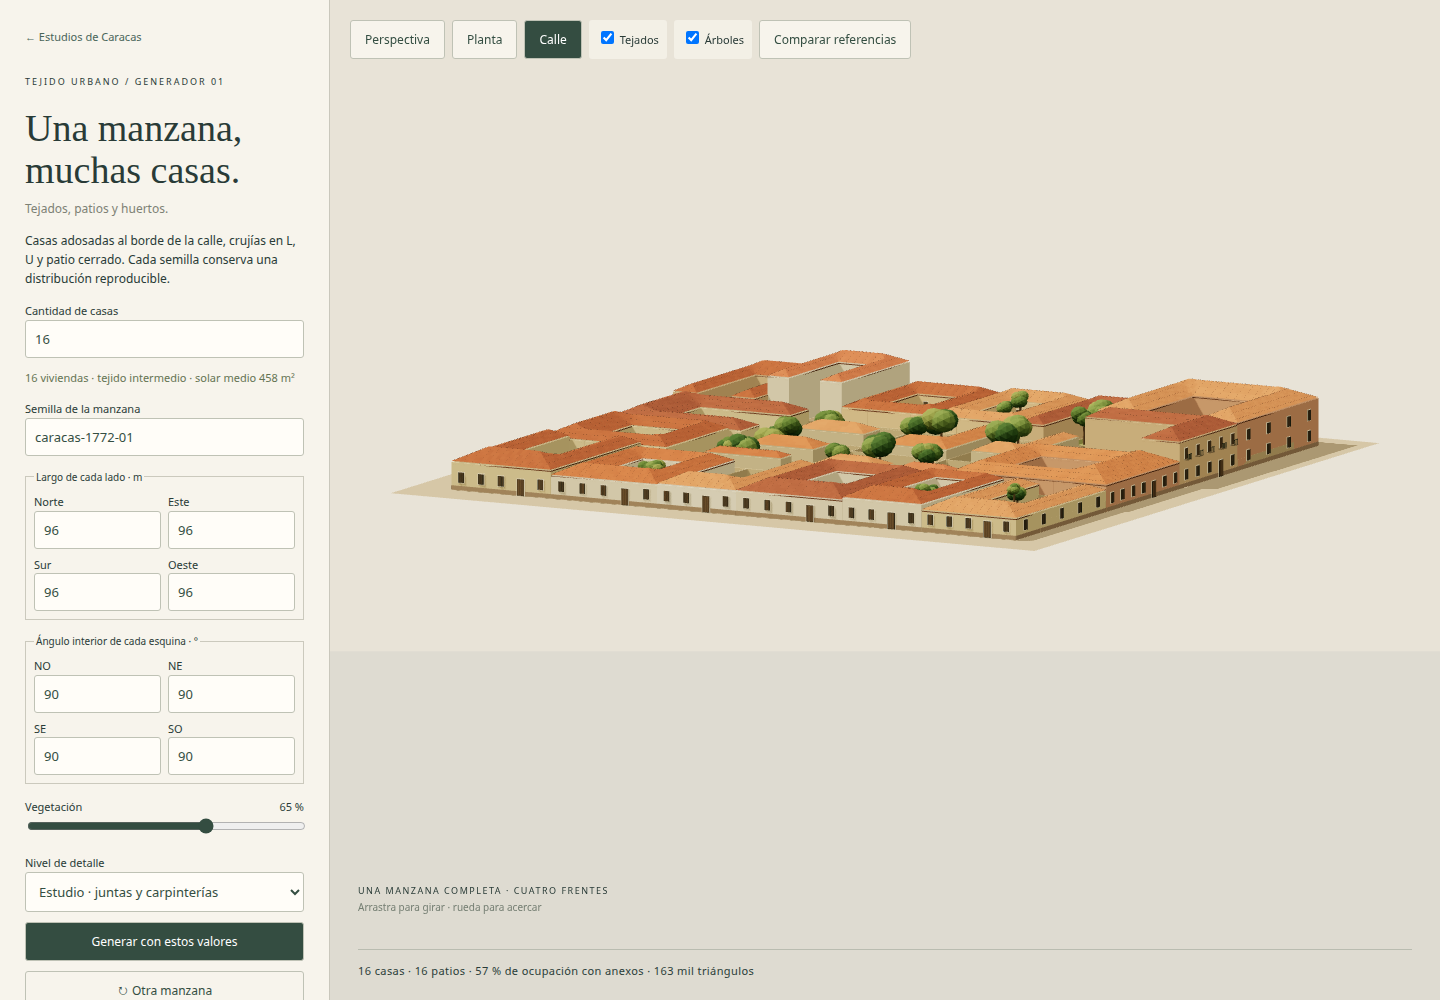 ← Estudios de Caracas
TEJIDO URBANO / GENERADOR 01
Una manzana,
muchas casas.
Tejados, patios y huertos.
Casas adosadas al borde de la calle, crujías en L,
U y patio cerrado. Cada semilla conserva una
distribución reproducible.
Cantidad de casas
16
16 viviendas · tejido intermedio · solar medio 458 m²
Semilla de la manzana
caracas-1772-01
Largo de cada lado · m
Norte Este
96 96
Sur Oeste
96 96
Ángulo interior de cada esquina · °
NO NE
90 90
SE SO
90 90
Vegetación 65 %
Nivel de detalle
Estudio · juntas y carpinterías
Generar con estos valores
↻ Otra manzana
Perspectiva Planta Calle Tejados Árboles Comparar referencias
UNA MANZANA COMPLETA · CUATRO FRENTES
Arrastra para girar · rueda para acercar
16 casas · 16 patios · 57 % de ocupación con anexos · 163 mil triángulos